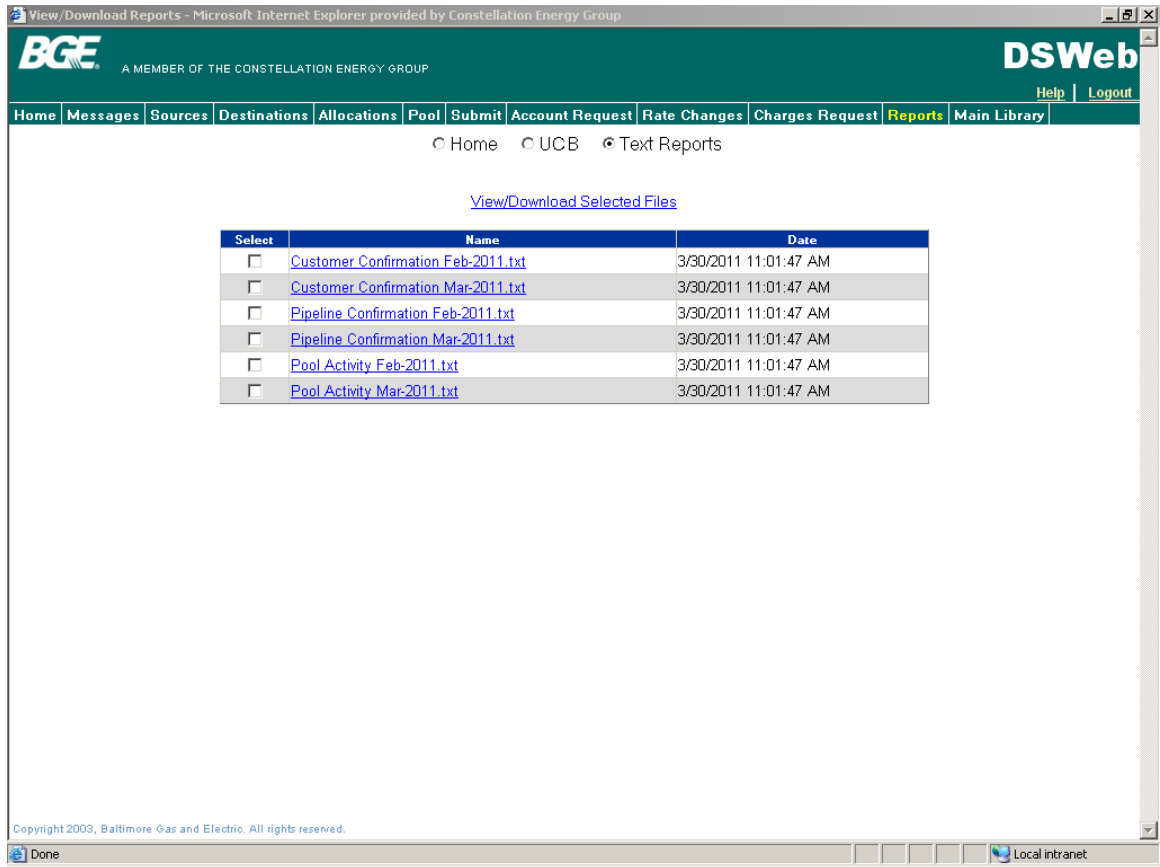 View/Download Reports - Microsoft Internet Explorer provided by Constellation Energy Group
BGE. A MEMBER OF THE CONSTELLATION ENERGY GROUP
DSWeb
Help | Logout
Home Messages Sources Destinations Allocations Pool Submit Account Request Rate Changes Charges Request Reports Main Library
Home UCB Text Reports
View/Download Selected Files
Select Name Date
Customer Confirmation Feb-2011.txt 3/30/2011 11:01:47 AM
Customer Confirmation Mar-2011.txt 3/30/2011 11:01:47 AM
Pipeline Confirmation Feb-2011.txt 3/30/2011 11:01:47 AM
Pipeline Confirmation Mar-2011.txt 3/30/2011 11:01:47 AM
Pool Activity Feb-2011.txt 3/30/2011 11:01:47 AM
Pool Activity Mar-2011.txt 3/30/2011 11:01:47 AM
Copyright 2003, Baltimore Gas and Electric. All rights reserved.
Done Local intranet